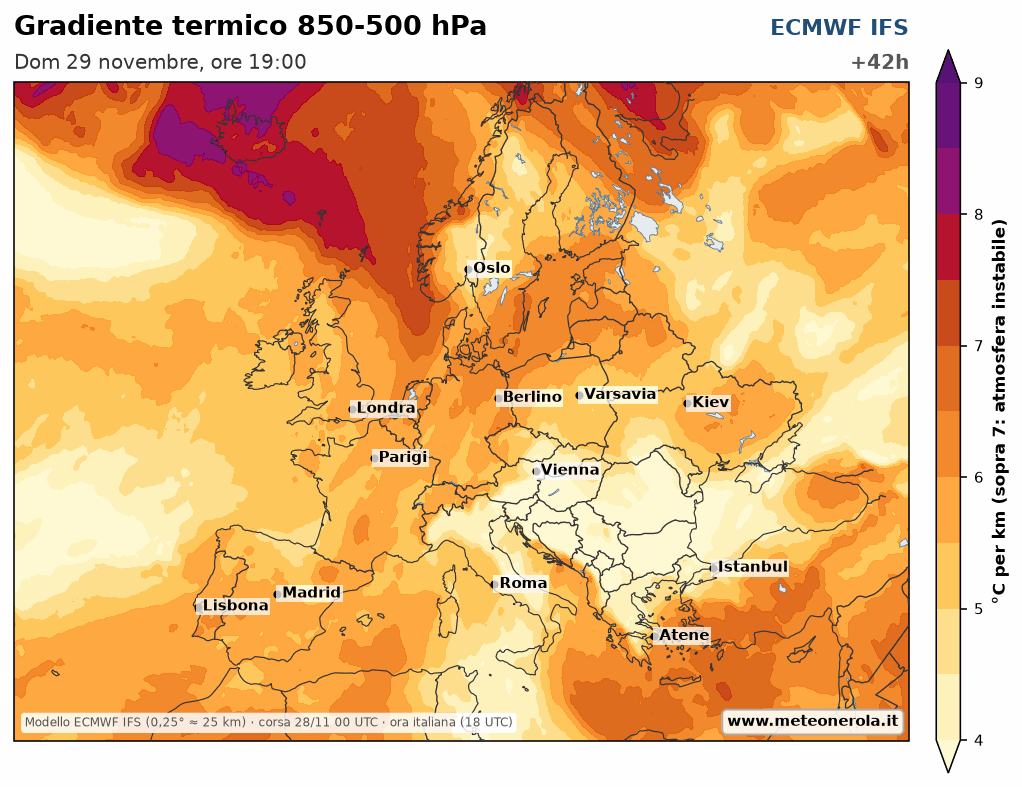 Gradiente termico 850-500 hPa
ECMWF IFS
Dom 29 novembre, ore 19:00
+42h
9
8
7
6
5
4
°C per km (sopra 7: atmosfera instabile)
Oslo
Berlino
Varsavia
Kiev
Londra
Parigi
Vienna
Istanbul
Roma
Madrid
Lisbona
Atene
Modello ECMWF IFS (0,25° ≈ 25 km) · corsa 28/11 00 UTC · ora italiana (18 UTC)
www.meteonerola.it